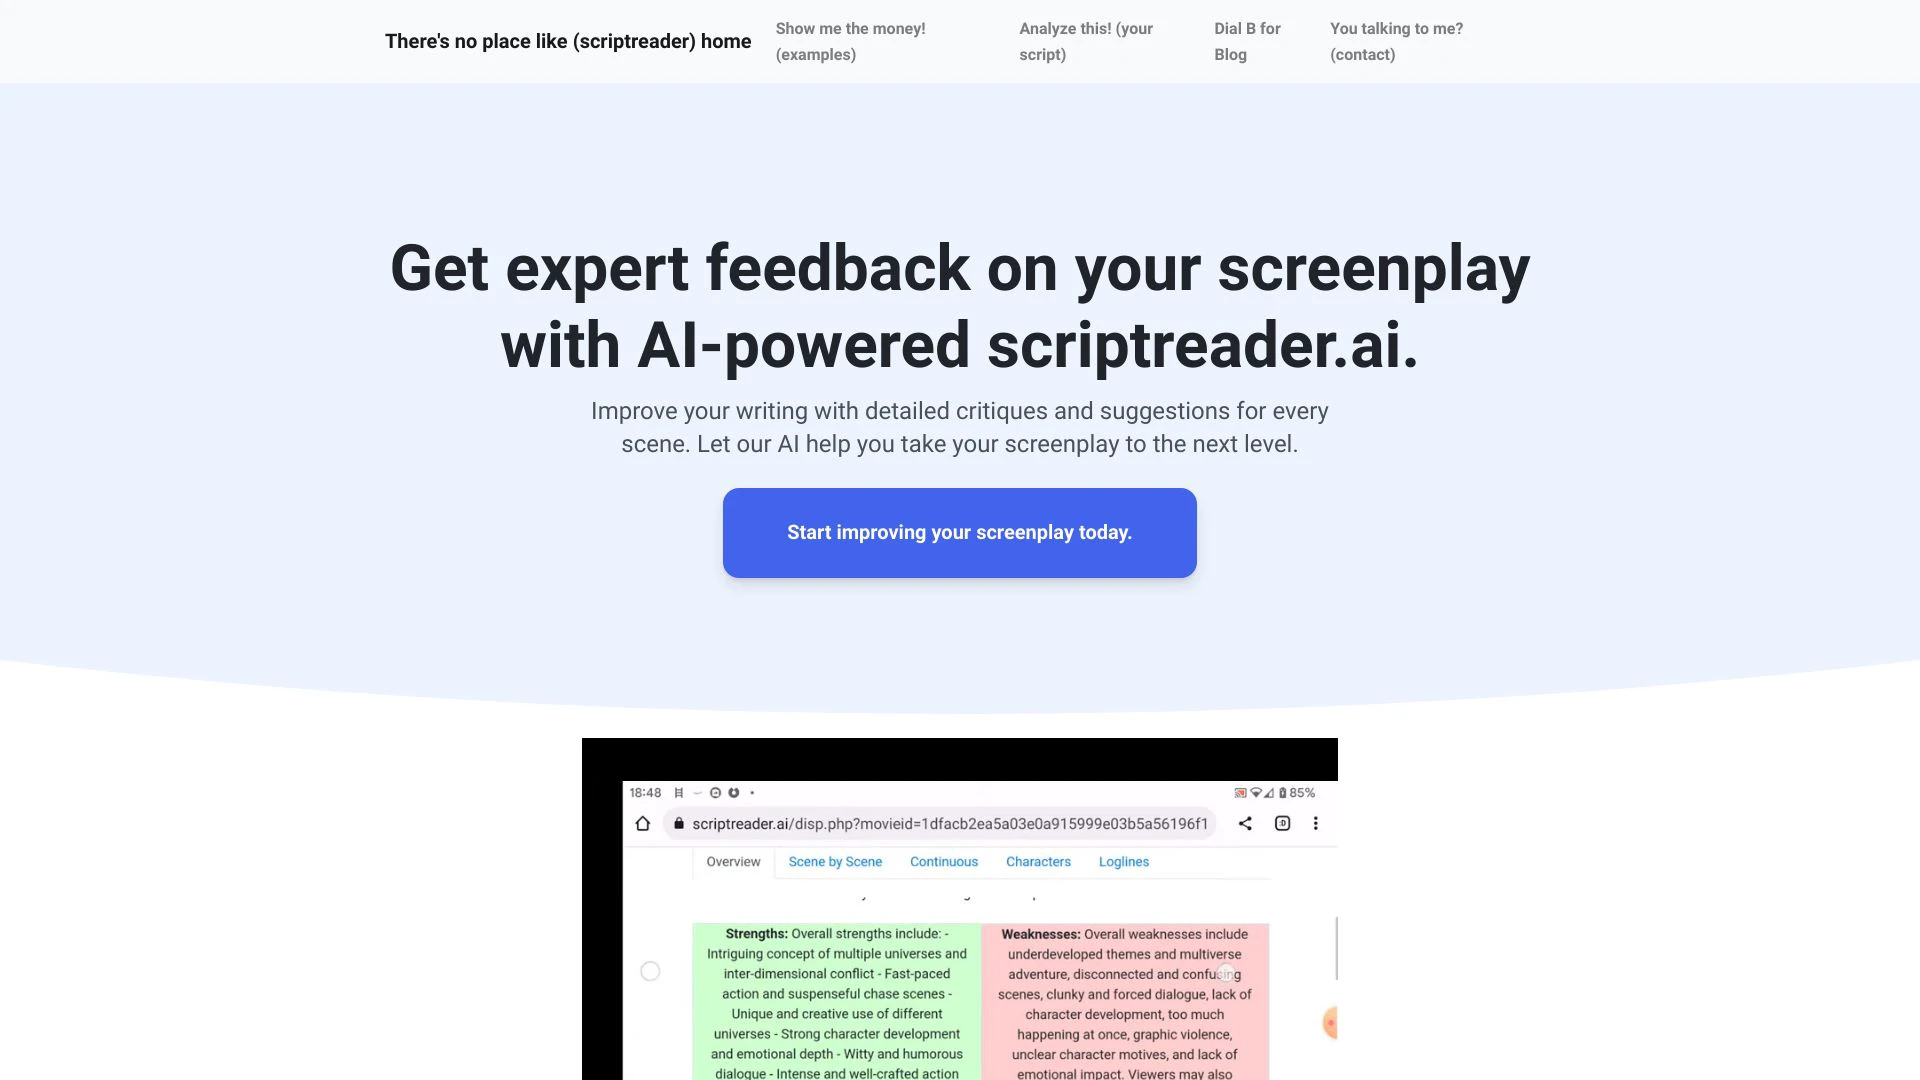 There's no place like (scriptreader) home
Show me the money!
(examples)
Analyze this! (your
script)
Dial B for
Blog
You talking to me?
(contact)
Get expert feedback on your screenplay
with AI-powered scriptreader.ai.
Improve your writing with detailed critiques and suggestions for every
scene. Let our AI help you take your screenplay to the next level.
Start improving your screenplay today.
18:48
85%
scriptreader.ai/disp.php?movieid=1dfacb2ea5a03e0a915999e03b5a56196f1
:D
Overview
Scene by Scene
Continuous
Characters
Loglines
Strengths: Overall strengths include: -
Intriguing concept of multiple universes and
inter-dimensional conflict - Fast-paced
action and suspenseful chase scenes -
Unique and creative use of different
universes - Strong character development
and emotional depth - Witty and humorous
dialogue - Intense and well-crafted action
Weaknesses: Overall weaknesses include
underdeveloped themes and multiverse
adventure, disconnected and confusing
scenes, clunky and forced dialogue, lack of
character development, too much
happening at once, graphic violence,
unclear character motives, and lack of
emotional impact. Viewers may also